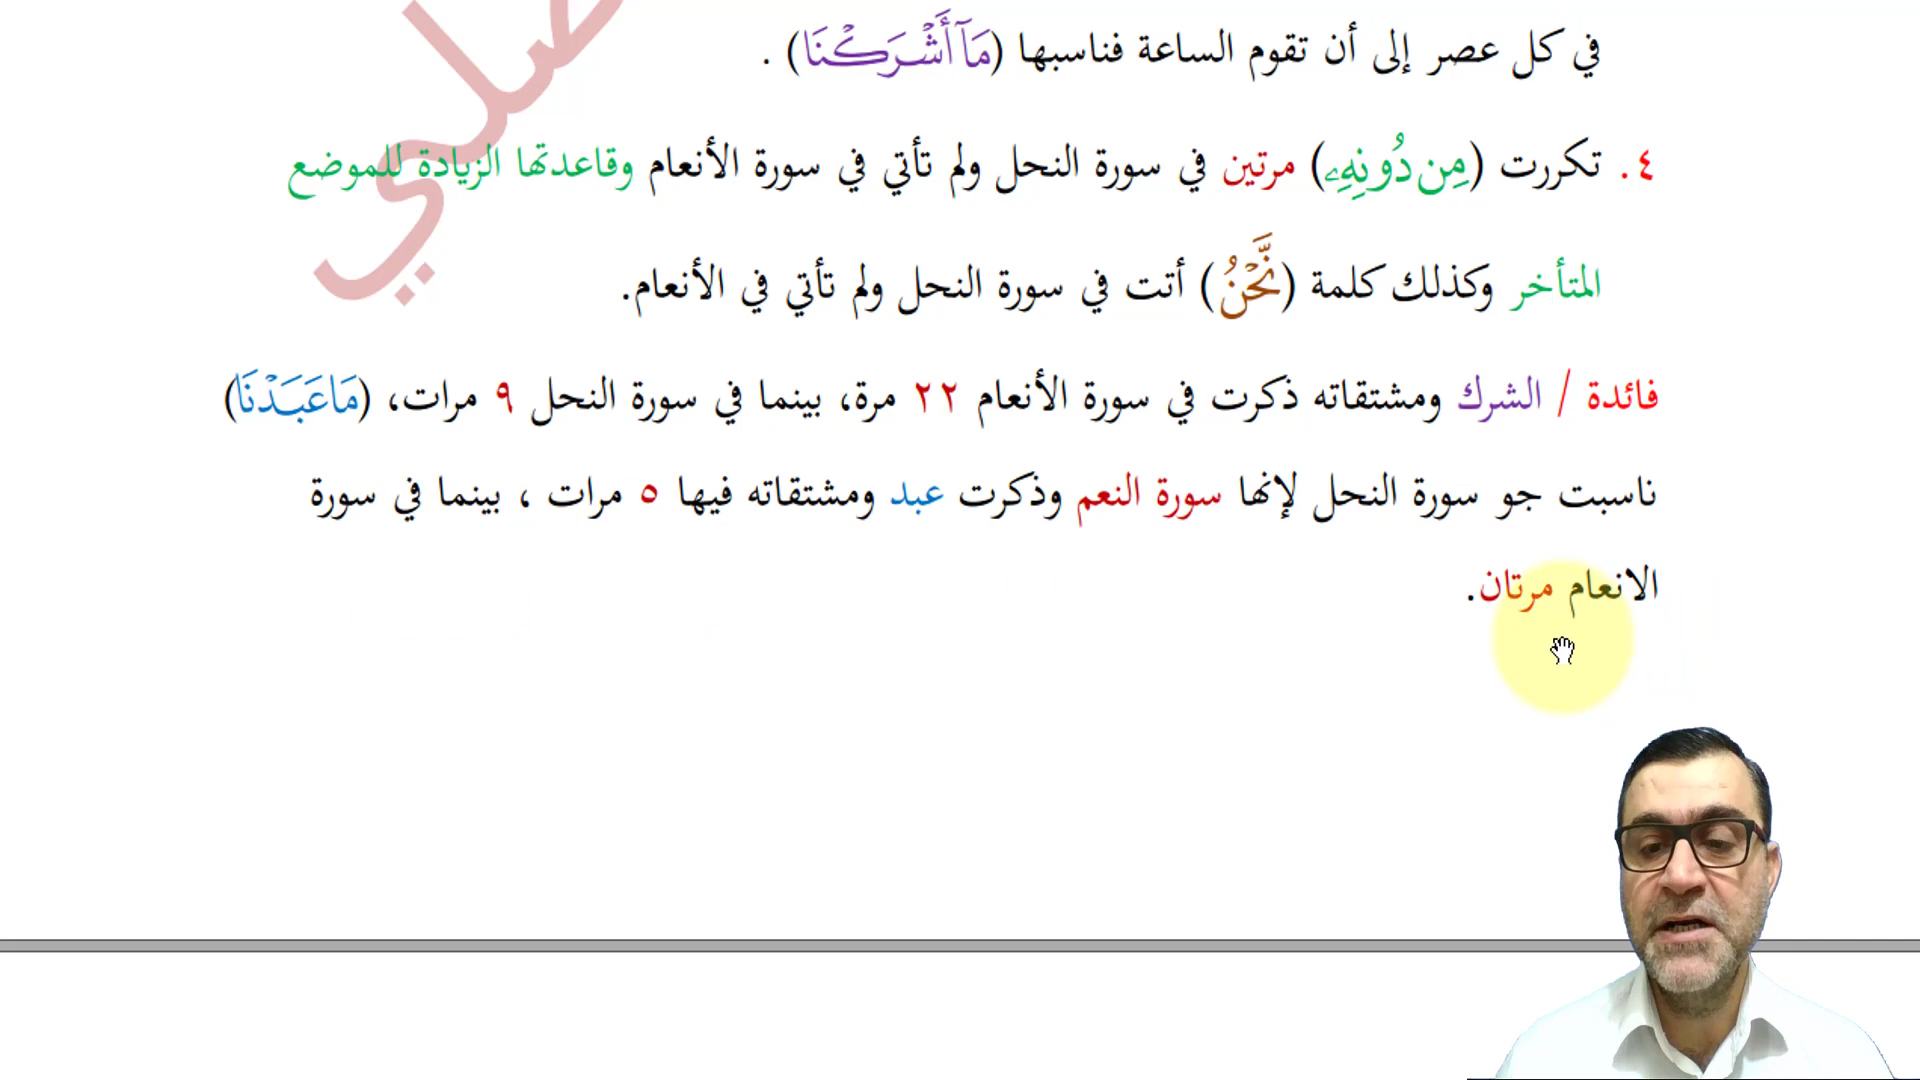 في كل عصر إلى أن تقوم الساعة فناسبها (مَآ أَشْرَكْنَا) .
٤. تكررت (مِن دُونِهِۦ) مرتين في سورة النحل ولم تأتي في سورة الأنعام وقاعدتها الزيادة للموضع
المتأخر وكذلك كلمة (نَّحْنُ) أتت في سورة النحل ولم تأتي في الأنعام.
فائدة / الشرك ومشتقاته ذكرت في سورة الأنعام ٢٢ مرة، بينما في سورة النحل ٩ مرات، (مَا عَبَدْنَا)
ناسبت جو سورة النحل لإنها سورة النعم وذكرت عبد ومشتقاته فيها ٥ مرات ، بينما في سورة
الانعام مرتان.